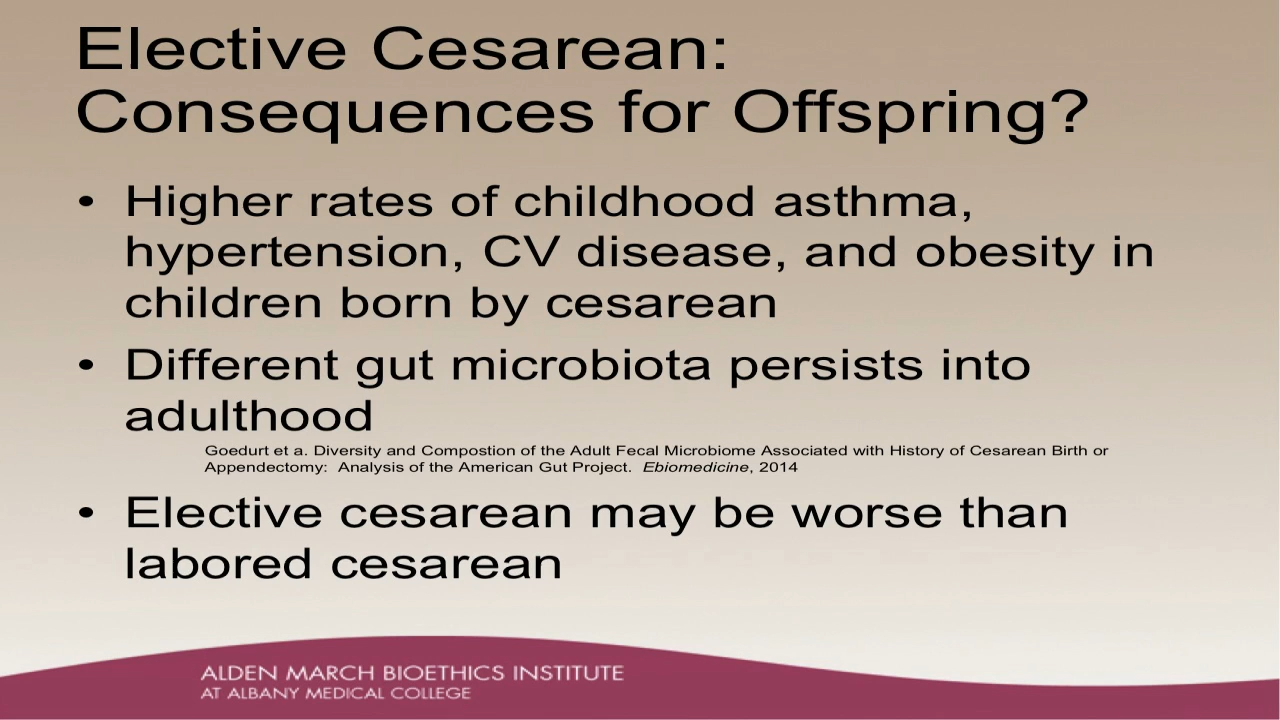 Elective Cesarean:
Consequences for Offspring?
• Higher rates of childhood asthma,
hypertension, CV disease, and obesity in
children born by cesarean
• Different gut microbiota persists into
adulthood
Goedurt et a. Diversity and Compostion of the Adult Fecal Microbiome Associated with History of Cesarean Birth or
Appendectomy: Analysis of the American Gut Project. Ebiomedicine, 2014
• Elective cesarean may be worse than
labored cesarean
ALDEN MARCH BIOETHICS INSTITUTE
AT ALBANY MEDICAL COLLEGE